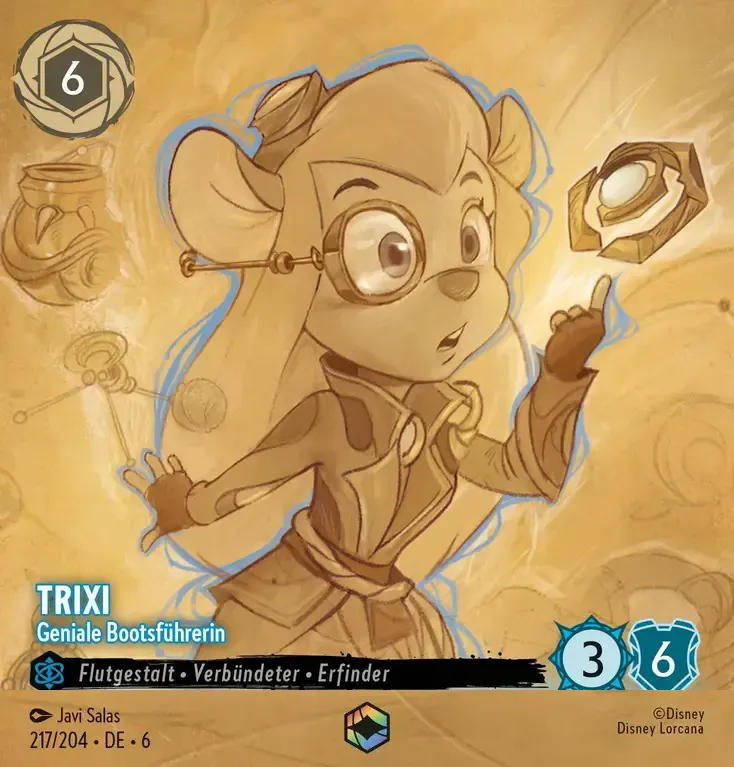 6
TRIXI
Geniale Bootsführerin
Flutgestalt • Verbündeter • Erfinder
3 6
Javi Salas
217/204 • DE • 6
©Disney
Disney Lorcana